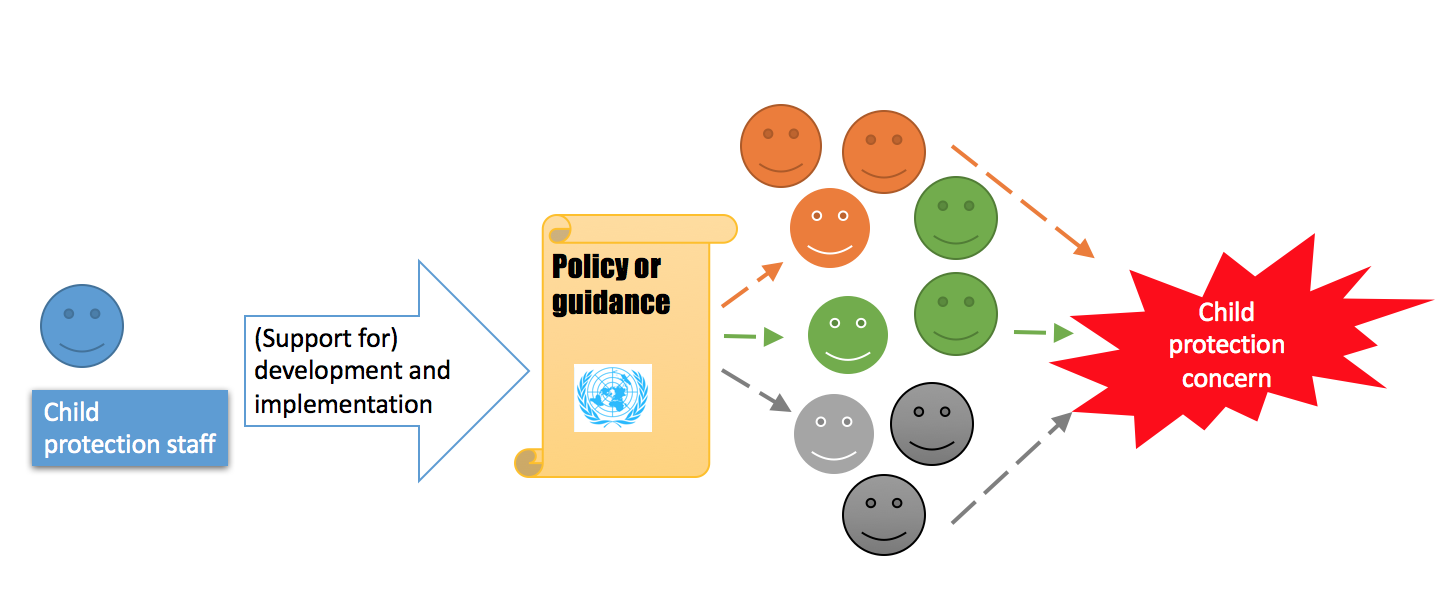 Child
protection staff
(Support for)
development and
implementation
Policy or
guidance
Child
protection
concern